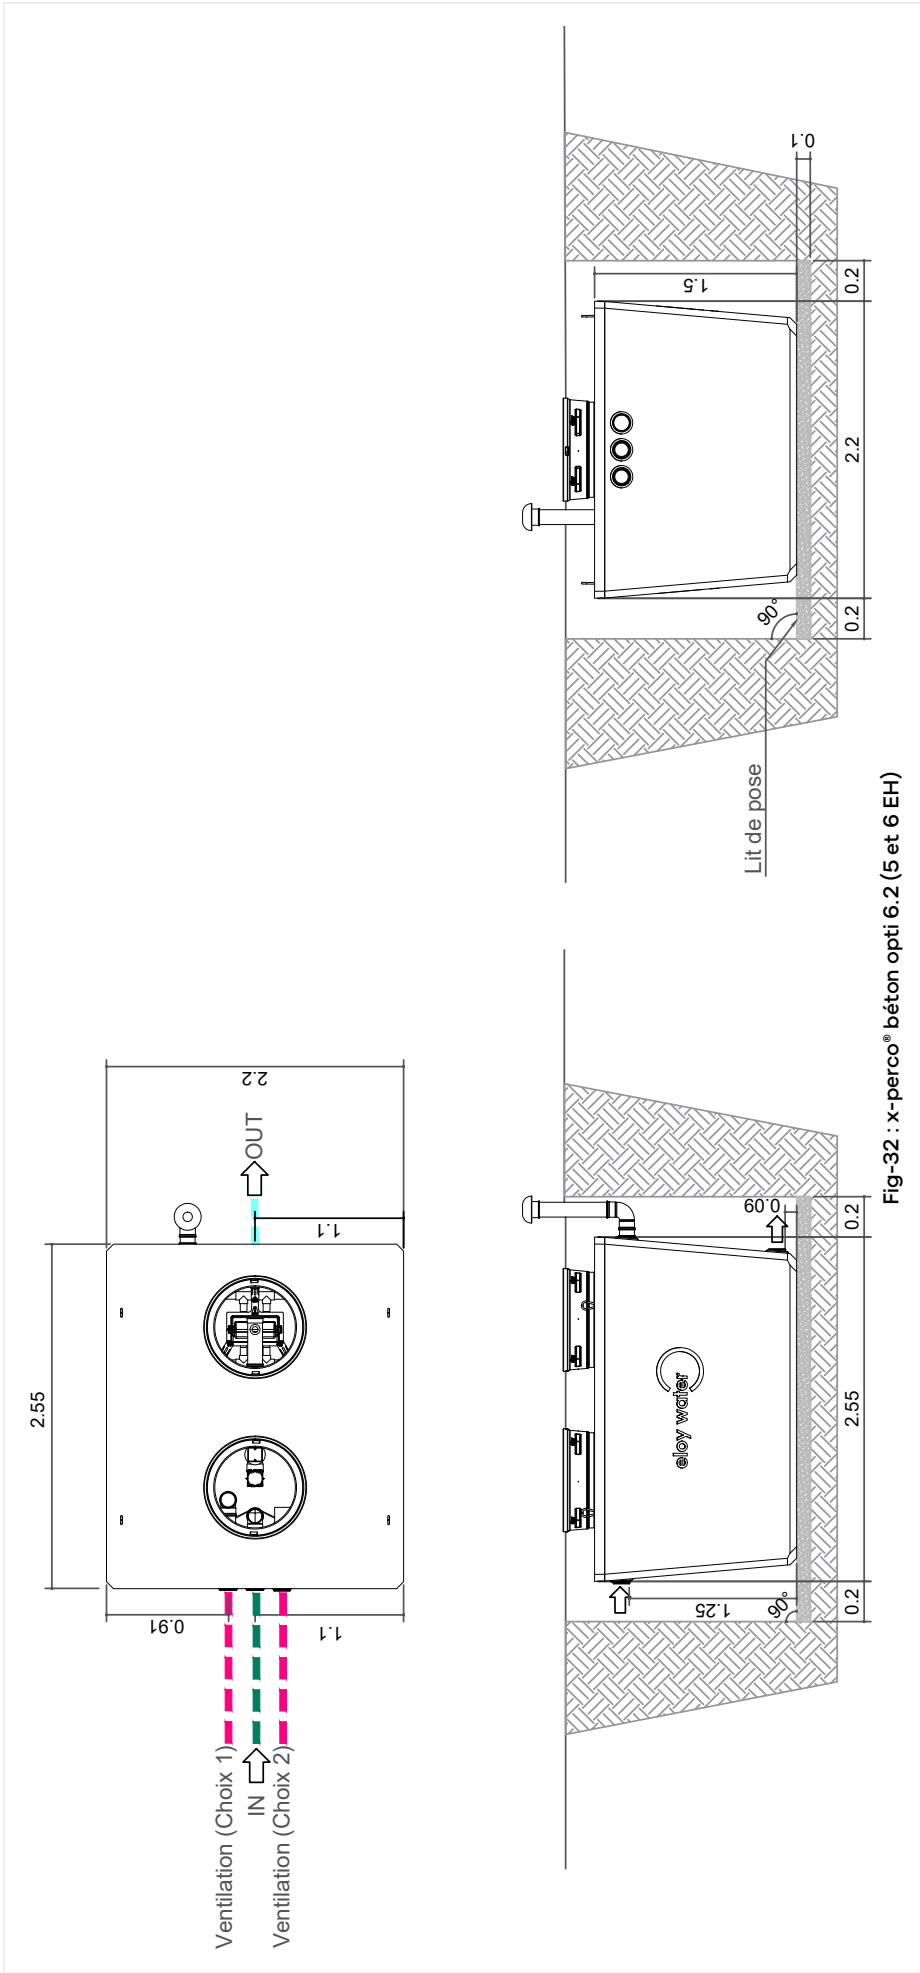 2.55
2.2
0.91
1.1
1.1
Ventilation (Choix 1)
IN
Ventilation (Choix 2)
OUT
eloy water
1.25
90°
0.09
0.2
2.55
0.2
Lit de pose
90°
1.5
0.1
0.2
2.2
0.2
Fig-32 : x-perco® béton opti 6.2 (5 et 6 EH)